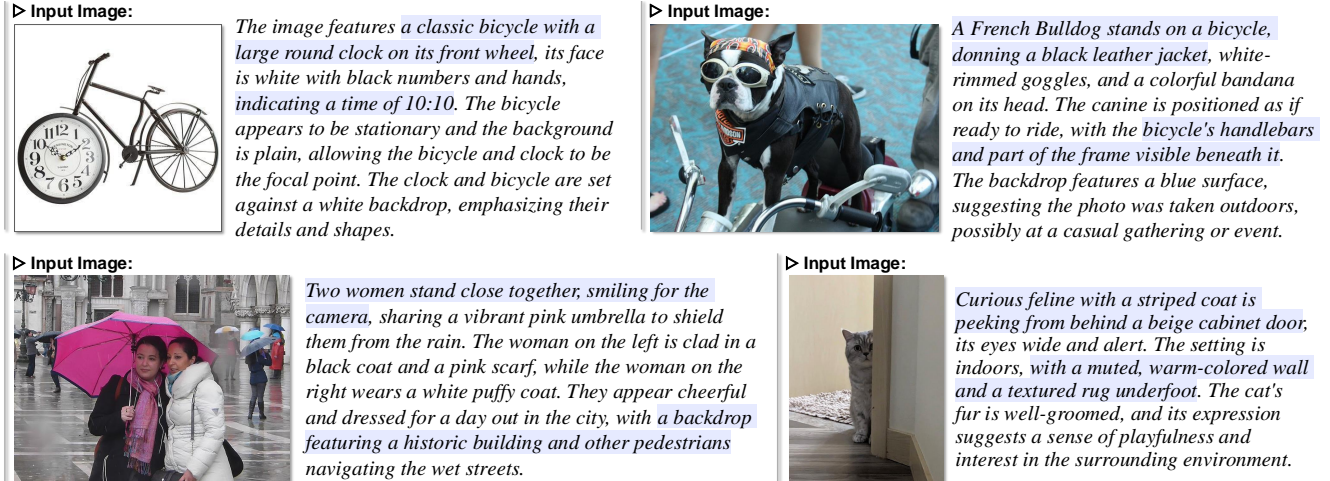 ▷ Input Image:
The image features a classic bicycle with a
large round clock on its front wheel, its face
is white with black numbers and hands,
indicating a time of 10:10. The bicycle
appears to be stationary and the background
is plain, allowing the bicycle and clock to be
the focal point. The clock and bicycle are set
against a white backdrop, emphasizing their
details and shapes.
▷ Input Image:
A French Bulldog stands on a bicycle,
donning a black leather jacket, white-
rimmed goggles, and a colorful bandana
on its head. The canine is positioned as if
ready to ride, with the bicycle's handlebars
and part of the frame visible beneath it.
The backdrop features a blue surface,
suggesting the photo was taken outdoors,
possibly at a casual gathering or event.
▷ Input Image:
Two women stand close together, smiling for the
camera, sharing a vibrant pink umbrella to shield
them from the rain. The woman on the left is clad in a
black coat and a pink scarf, while the woman on the
right wears a white puffy coat. They appear cheerful
and dressed for a day out in the city, with a backdrop
featuring a historic building and other pedestrians
navigating the wet streets.
▷ Input Image:
Curious feline with a striped coat is
peeking from behind a beige cabinet door,
its eyes wide and alert. The setting is
indoors, with a muted, warm-colored wall
and a textured rug underfoot. The cat's
fur is well-groomed, and its expression
suggests a sense of playfulness and
interest in the surrounding environment.
12
11
1
10
2
9
3
8
4
7
6
5